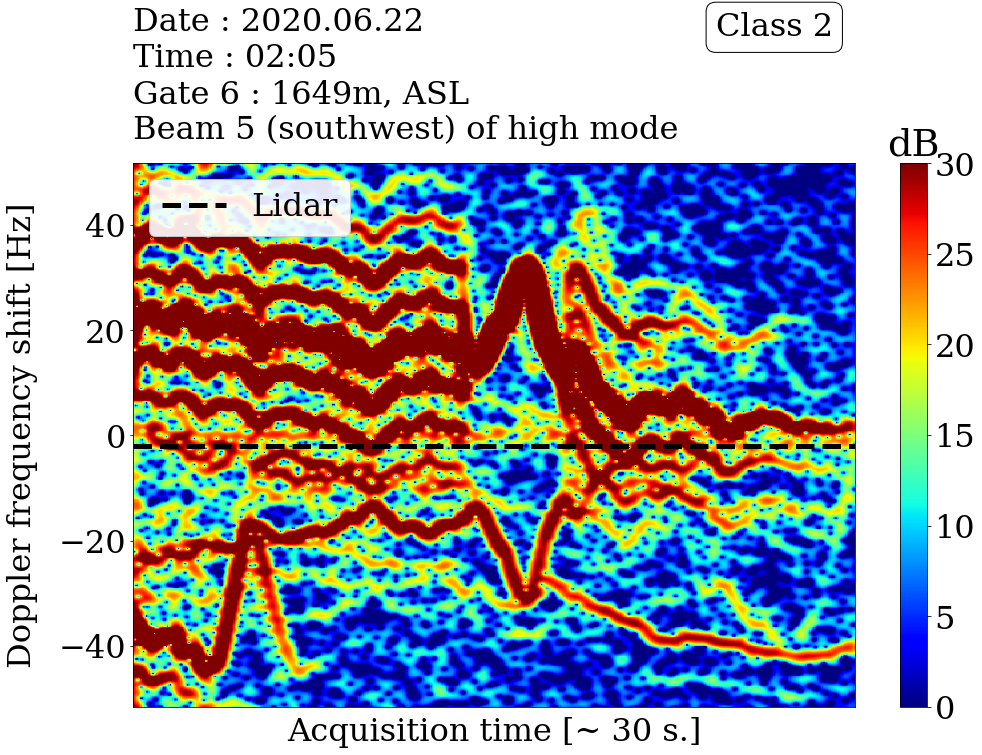 Date : 2020.06.22
Time : 02:05
Gate 6 : 1649m, ASL
Beam 5 (southwest) of high mode
Class 2
dB
Lidar
Doppler frequency shift [Hz]
40
20
0
−20
−40
30
25
20
15
10
5
0
Acquisition time [~ 30 s.]